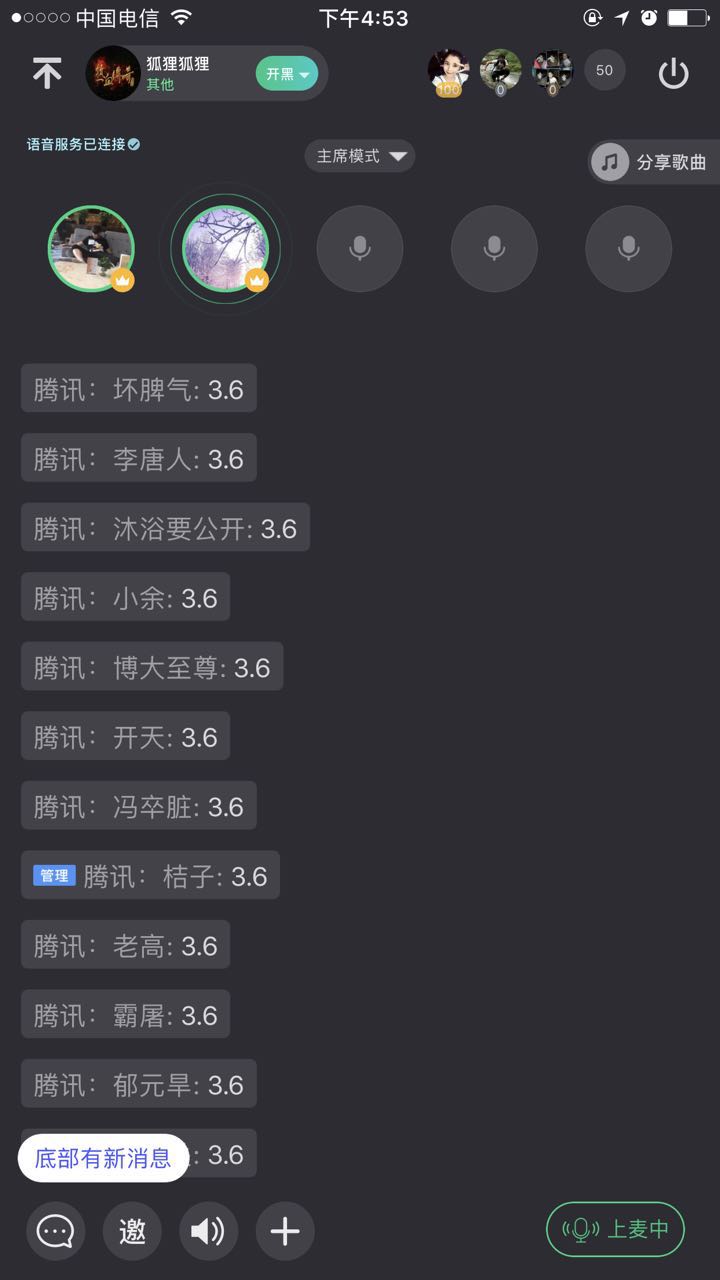 中国电信
下午4:53
狐狸狐狸
其他
开黑
100
0
0
50
语音服务已连接
主席模式
分享歌曲
腾讯：坏脾气: 3.6
腾讯：李唐人: 3.6
腾讯：沐浴要公开: 3.6
腾讯：小余: 3.6
腾讯：博大至尊: 3.6
腾讯：开天: 3.6
腾讯：冯卒脏: 3.6
管理 腾讯：桔子: 3.6
腾讯：老高: 3.6
腾讯：霸屠: 3.6
腾讯：郁元旱: 3.6
: 3.6
底部有新消息
邀
上麦中